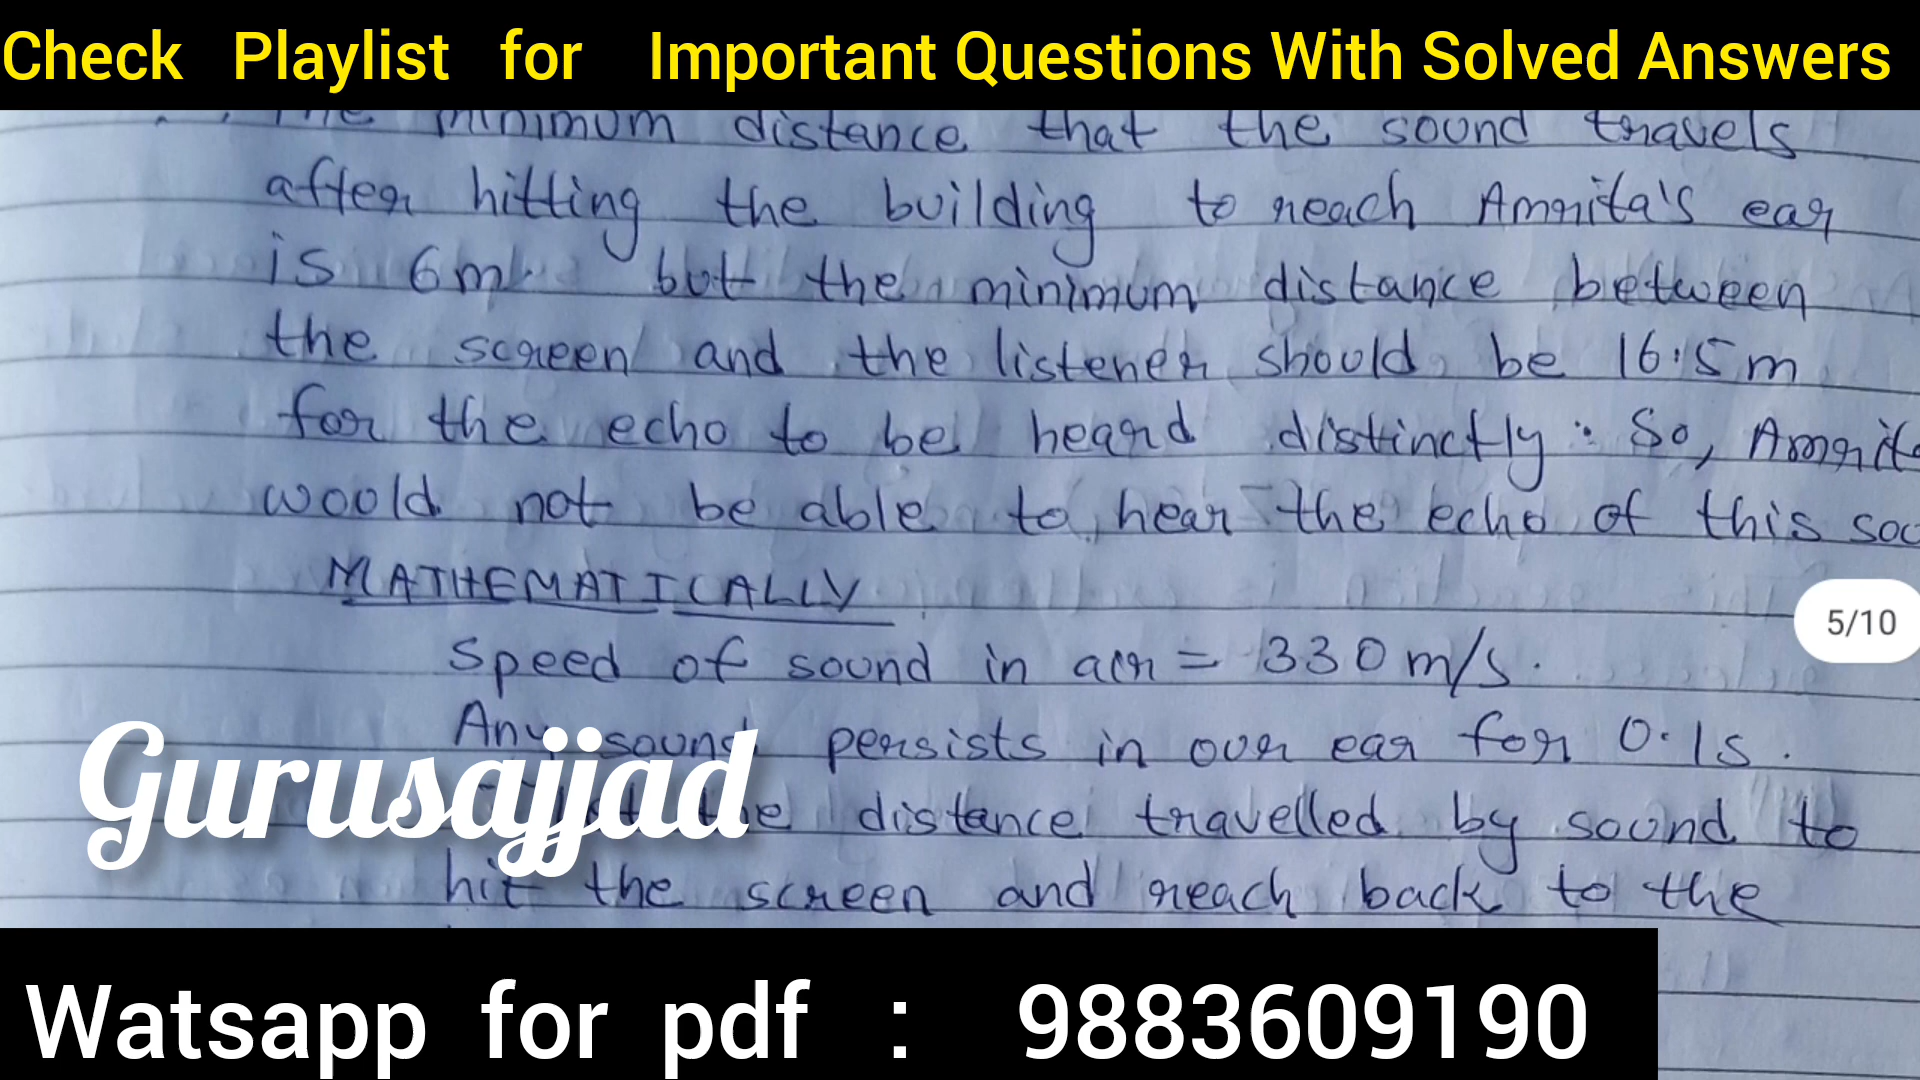 Check Playlist for Important Questions With Solved Answers
The minimum distance that the sound travels
after hitting the building to reach Amrita's ear
is 6m but the minimum distance between
the screen and the listener should be 16.5m
for the echo to be heard distinctly. So,
would not be able to hear the echo of this
MATHEMATICALLY
5/10
Speed of sound in air = 330 m/s.
Any sound persists in our ear for 0.1s.
Gurusajjad
the distance travelled by sound to
hit the screen and reach back to the
Watsapp for pdf : 9883609190